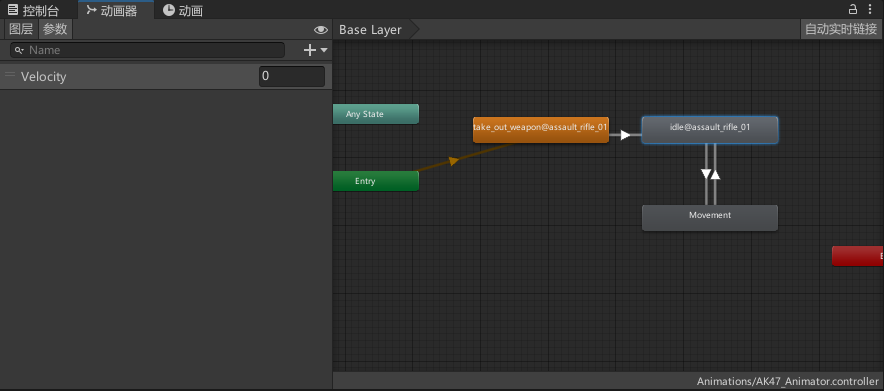 控制台 动画器 动画
图层 参数 Base Layer 自动实时链接
Name
Velocity 0
Any State
take_out_weapon@assault_rifle_01 idle@assault_rifle_01
Entry
Movement
Animations/AK47_Animator.controller